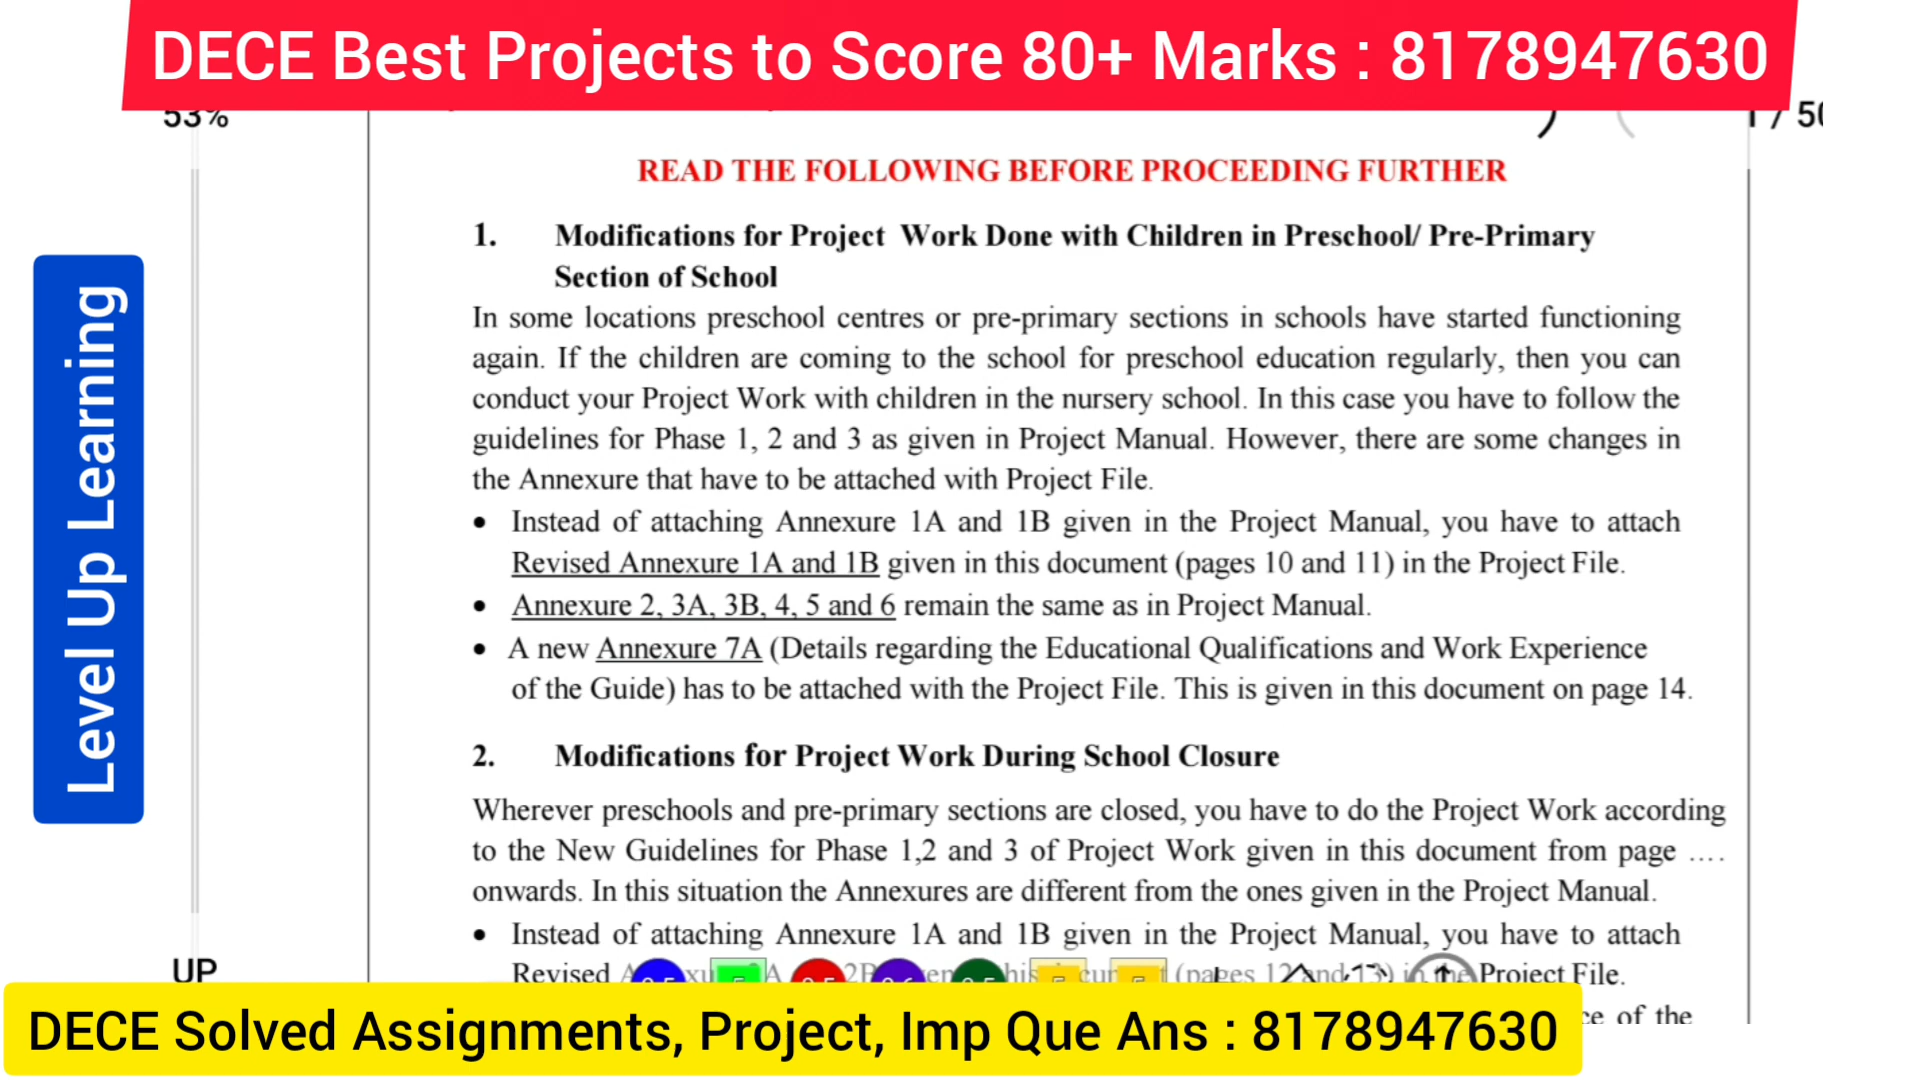 DECE Best Projects to Score 80+ Marks : 8178947630
53%
1 / 50
READ THE FOLLOWING BEFORE PROCEEDING FURTHER
1. Modifications for Project Work Done with Children in Preschool/ Pre-Primary
Section of School
In some locations preschool centres or pre-primary sections in schools have started functioning
again. If the children are coming to the school for preschool education regularly, then you can
conduct your Project Work with children in the nursery school. In this case you have to follow the
guidelines for Phase 1, 2 and 3 as given in Project Manual. However, there are some changes in
the Annexure that have to be attached with Project File.
• Instead of attaching Annexure 1A and 1B given in the Project Manual, you have to attach
Revised Annexure 1A and 1B given in this document (pages 10 and 11) in the Project File.
• Annexure 2, 3A, 3B, 4, 5 and 6 remain the same as in Project Manual.
• A new Annexure 7A (Details regarding the Educational Qualifications and Work Experience
of the Guide) has to be attached with the Project File. This is given in this document on page 14.
2. Modifications for Project Work During School Closure
Wherever preschools and pre-primary sections are closed, you have to do the Project Work according
to the New Guidelines for Phase 1,2 and 3 of Project Work given in this document from page ....
onwards. In this situation the Annexures are different from the ones given in the Project Manual.
• Instead of attaching Annexure 1A and 1B given in the Project Manual, you have to attach
Revised (pages 12 and 13) in the Project File.
of the
UP
Level Up Learning
DECE Solved Assignments, Project, Imp Que Ans : 8178947630